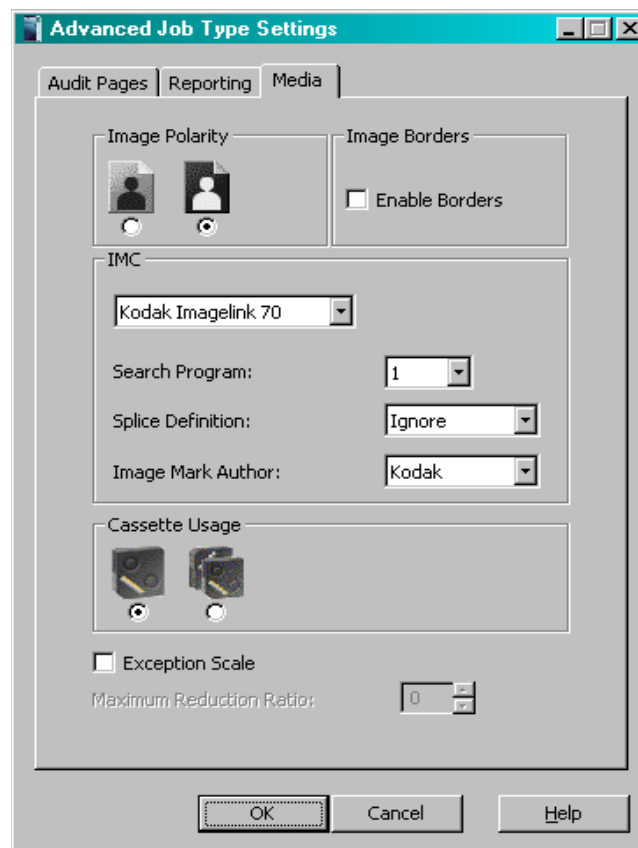 Advanced Job Type Settings
Audit Pages Reporting Media
Image Polarity
Image Borders
Enable Borders
IMC
Kodak Imagelink 70
Search Program: 1
Splice Definition: Ignore
Image Mark Author: Kodak
Cassette Usage
Exception Scale
Maximum Reduction Ratio: 0
OK Cancel Help